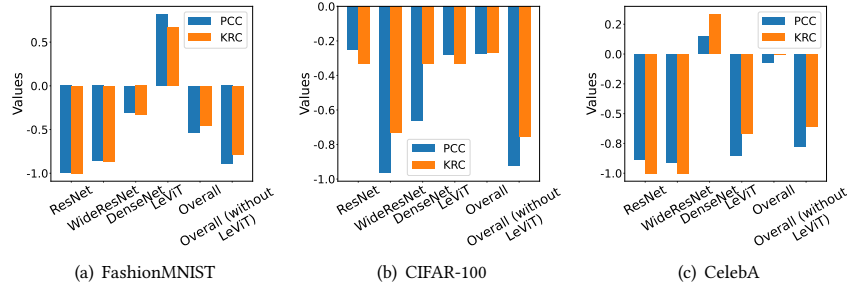 PCC
KRC
Values
0.5
0.0
-0.5
-1.0
ResNet
WideResNet
DenseNet
LeViT
Overall
Overall (without
LeViT)
(a) FashionMNIST
PCC
KRC
Values
0.0
-0.2
-0.4
-0.6
-0.8
-1.0
ResNet
WideResNet
DenseNet
LeViT
Overall
Overall (without
LeViT)
(b) CIFAR-100
PCC
KRC
Values
0.2
0.0
-0.2
-0.5
-0.8
-1.0
ResNet
WideResNet
DenseNet
LeViT
Overall
Overall (without
LeViT)
(c) CelebA